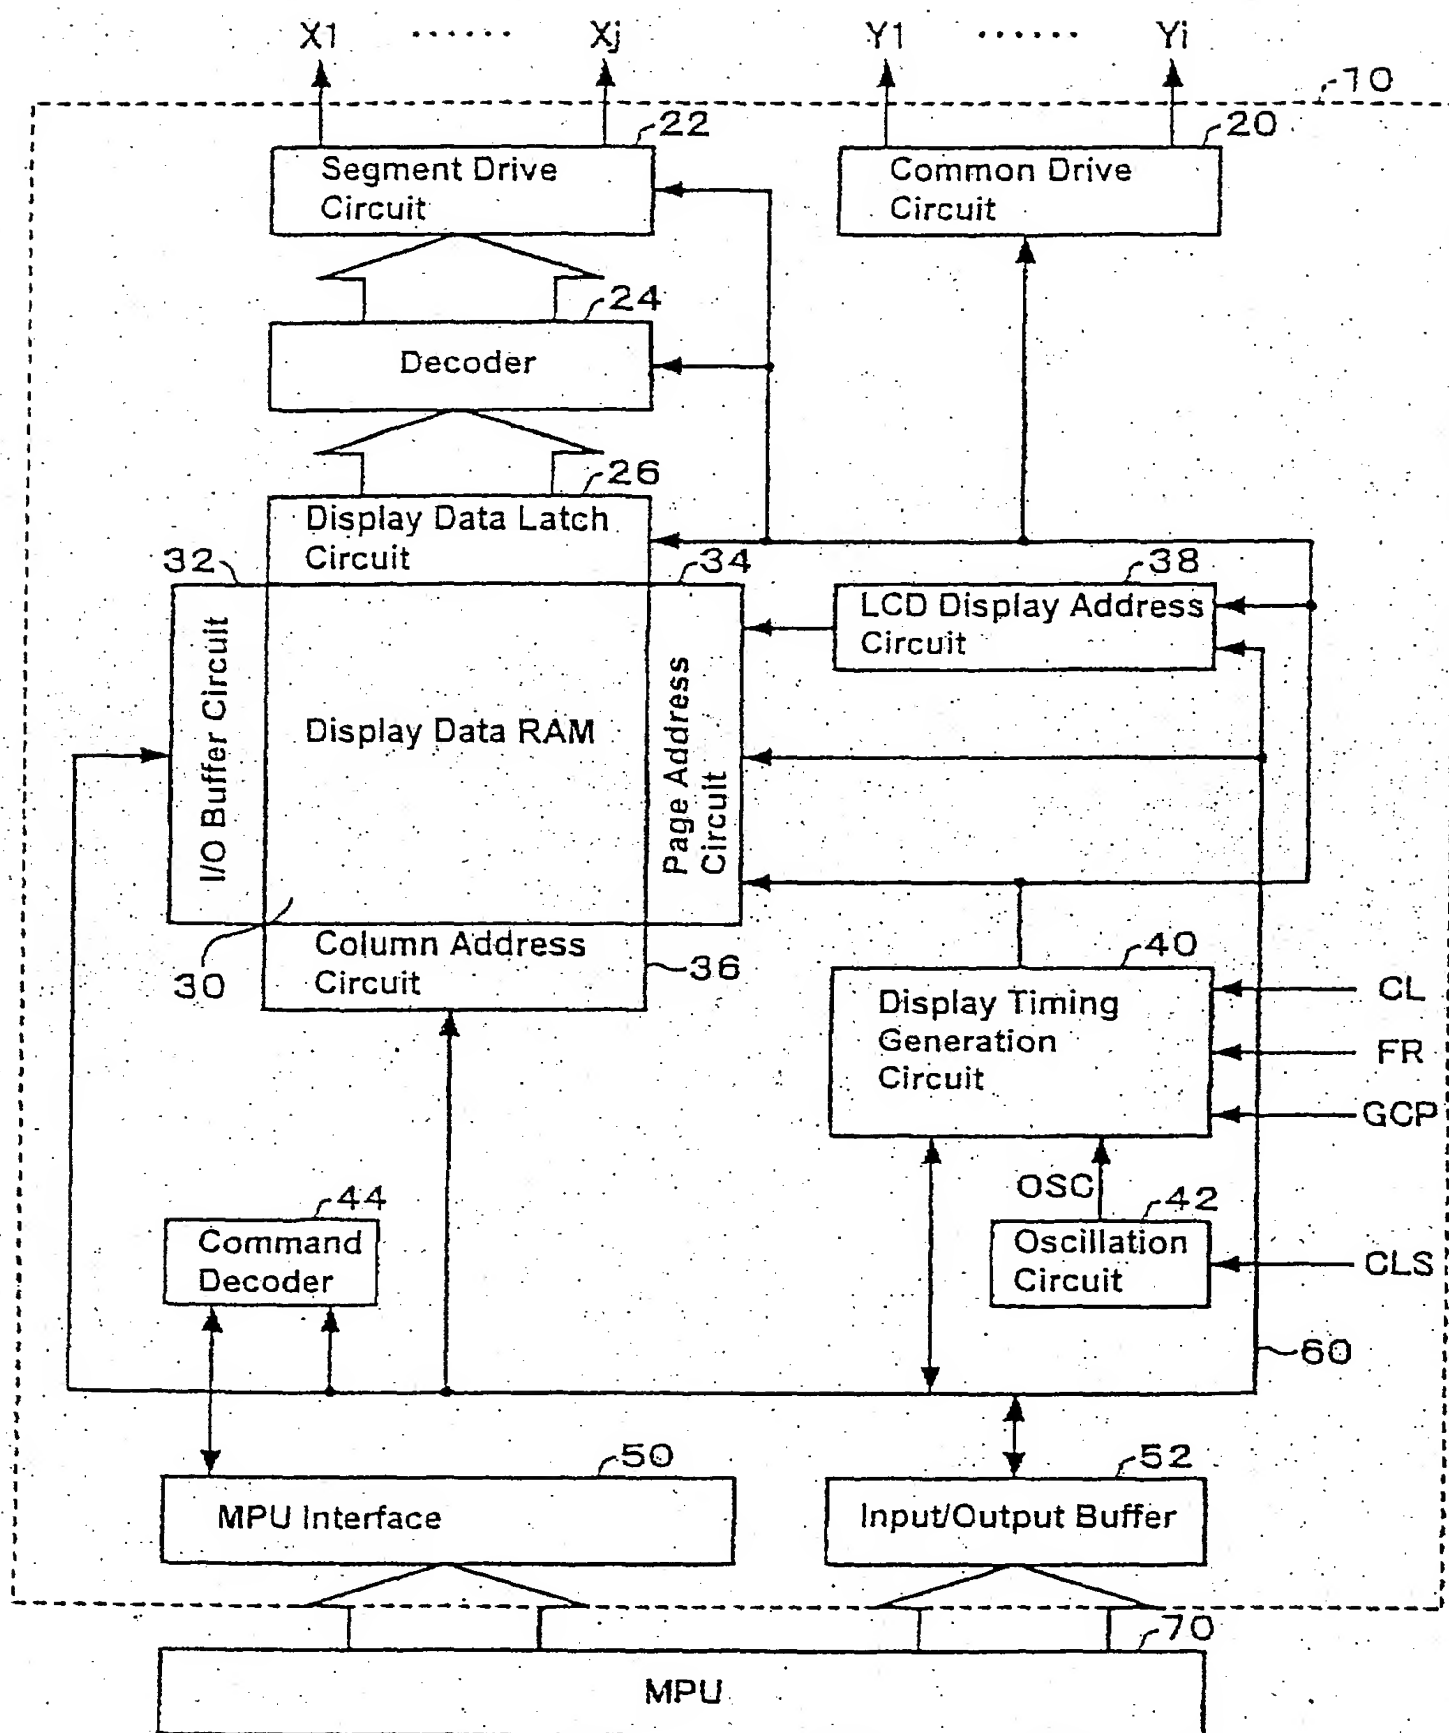 X1 ...... Xj Y1 ...... Yi
10
22 20
Segment Drive
Circuit
Common Drive
Circuit
24
Decoder
26
Display Data Latch
Circuit
32 34 38
LCD Display Address
Circuit
I/O Buffer Circuit
Display Data RAM
Page Address
Circuit
30
Column Address
Circuit
36
40
Display Timing
Generation
Circuit
CL
FR
GCP
OSC
42
Oscillation
Circuit
CLS
44
Command
Decoder
60
50
MPU Interface
52
Input/Output Buffer
70
MPU